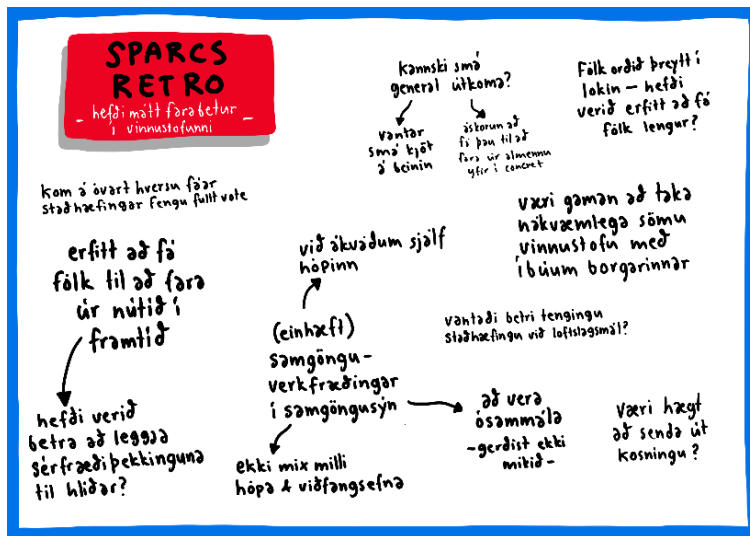 SPARCS
RETRO
- hefði mátt fara betur -
í vinnustofunni
kannski smá
general útkoma?
vantar
smá kjöt
á beinin
áskorun að
fá þau til að
fara úr almennu
yfir í concret
Fólk orðið þreytt í
lokin – hefði
verið erfitt að fá
fólk lengur?
kom á óvart hversu fáar
staðhæfingar fengu fullt vote
erfitt að fá
fólk til að fara
úr nútíð í
framtíð
hefði verið
betra að leggja
sérfræðiþekkinguna
til hliðar?
við ákváðum sjálf
hópinn
(einhæft)
samgöngu-
verkfræðingar
í samgöngusýn
ekki mix milli
hópa & viðfangsefna
að vera
ósammála
- gerðist ekki
mikið -
væri gaman að taka
nákvæmlega sömu
vinnustofu með
íbúum borgarinnar
vantaði betri tengingu
staðhæfingu við loftslagsmál?
Væri hægt
að senda út
kosningu?